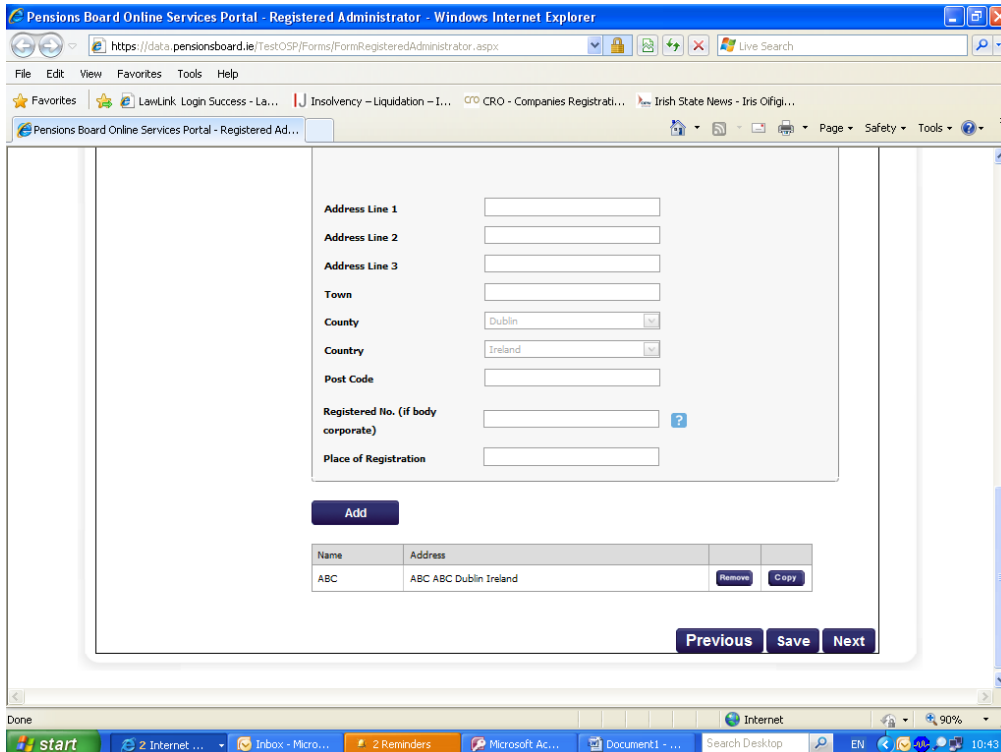 Pensions Board Online Services Portal - Registered Administrator - Windows Internet Explorer
https://data.pensionsboard.ie/TestOSP/Forms/FormRegisteredAdministrator.aspx Live Search
File Edit View Favorites Tools Help
Favorites LawLink Login Success - La... Insolvency – Liquidation – I... CRO CRO - Companies Registrati... Irish State News - Iris Oifigi...
Pensions Board Online Services Portal - Registered Ad... Page Safety Tools
Address Line 1
Address Line 2
Address Line 3
Town
County Dublin
Country Ireland
Post Code
Registered No. (if body
corporate) ?
Place of Registration
Add
Name Address
ABC ABC ABC Dublin Ireland Remove Copy
Previous Save Next
Done Internet 90%
start 2 Internet ... Inbox - Micro... 2 Reminders Microsoft Ac... Document1 - ... Search Desktop EN 10:43